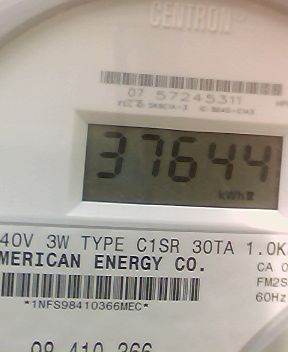 CENTRON
07 57245311
37644
kWh
40V 3W TYPE C1SR 30TA 1.0K
MERICAN ENERGY CO.
CA 0
FM2S
*1NFS98410366MEC*
60Hz
98 410 366